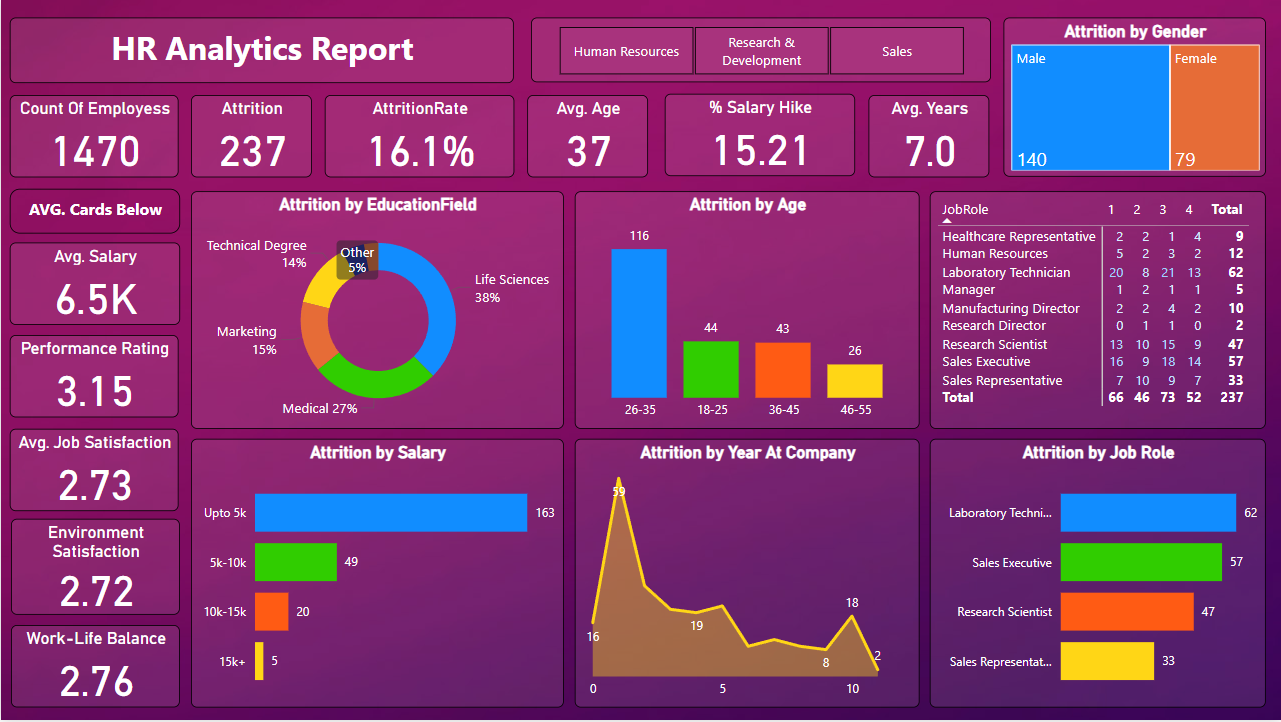 HR Analytics Report
Human Resources
Research &
Development
Sales
Attrition by Gender
Male
Female
140
79
Count Of Employess
1470
Attrition
237
AttritionRate
16.1%
Avg. Age
37
% Salary Hike
15.21
Avg. Years
7.0
AVG. Cards Below
Avg. Salary
6.5K
Performance Rating
3.15
Avg. Job Satisfaction
2.73
Environment
Satisfaction
2.72
Work-Life Balance
2.76
Attrition by EducationField
Technical Degree
14%
Other
5%
Life Sciences
38%
Marketing
15%
Medical 27%
Attrition by Age
116
44
43
26
26-35 18-25 36-45 46-55
JobRole 1 2 3 4 Total
Healthcare Representative 2 2 1 4 9
Human Resources 5 2 3 2 12
Laboratory Technician 20 8 21 13 62
Manager 1 2 1 1 5
Manufacturing Director 2 2 4 2 10
Research Director 0 1 1 0 2
Research Scientist 13 10 15 9 47
Sales Executive 16 9 18 14 57
Sales Representative 7 10 9 7 33
Total 66 46 73 52 237
Attrition by Salary
Upto 5k 163
5k-10k 49
10k-15k 20
15k+ 5
Attrition by Year At Company
59
16
19
8
18
2
0 5 10
Attrition by Job Role
Laboratory Techni... 62
Sales Executive 57
Research Scientist 47
Sales Representat... 33